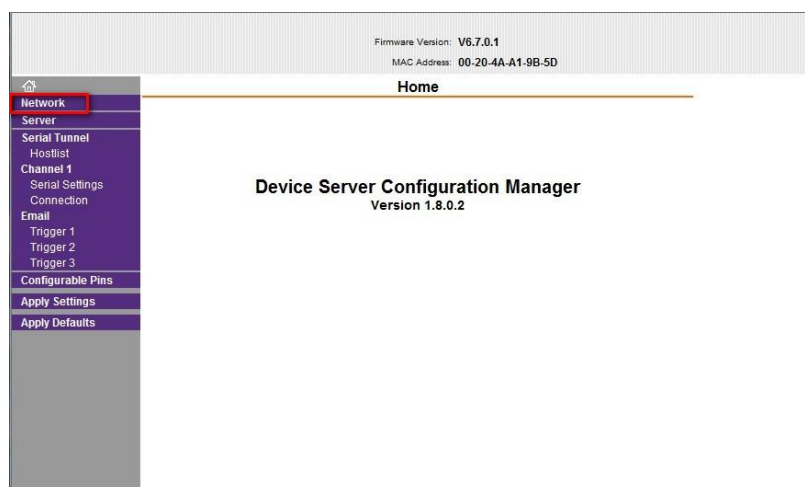 Firmware Version: V6.7.0.1
MAC Address: 00-20-4A-A1-9B-5D
Home
Network
Server
Serial Tunnel
Hostlist
Channel 1
Serial Settings
Connection
Email
Trigger 1
Trigger 2
Trigger 3
Configurable Pins
Apply Settings
Apply Defaults
Device Server Configuration Manager
Version 1.8.0.2